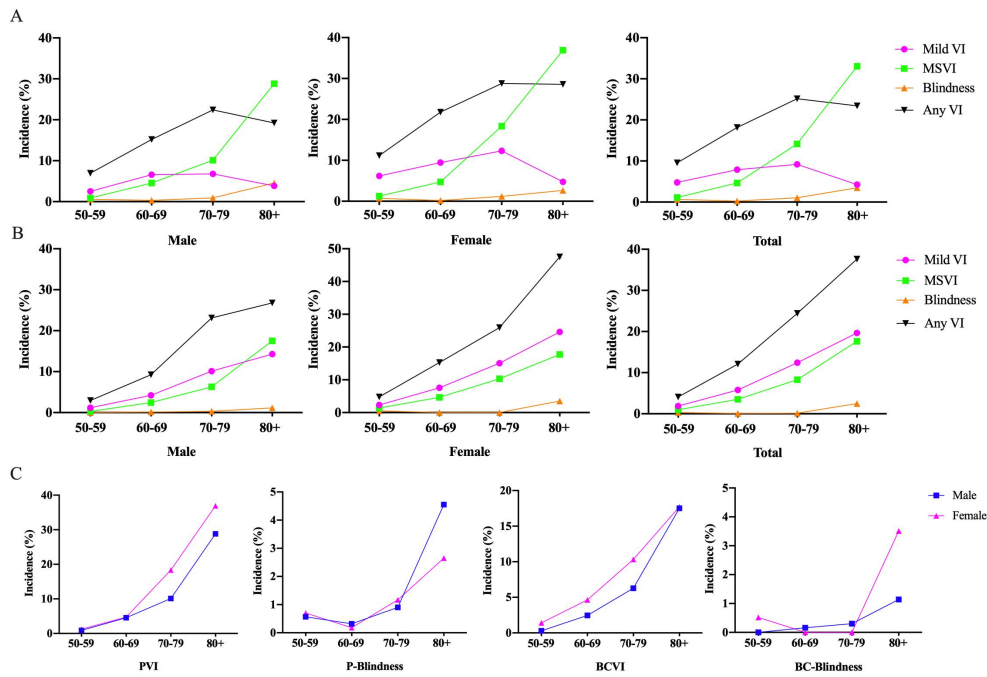 A
Incidence (%)
40
30
20
10
0
50-59
60-69
70-79
80+
Male
Incidence (%)
40
30
20
10
0
50-59
60-69
70-79
80+
Female
Incidence (%)
40
30
20
10
0
50-59
60-69
70-79
80+
Total
Mild VI
MSVI
Blindness
Any VI
B
Incidence (%)
40
30
20
10
0
50-59
60-69
70-79
80+
Male
Incidence (%)
50
40
30
20
10
0
50-59
60-69
70-79
80+
Female
Incidence (%)
40
30
20
10
0
50-59
60-69
70-79
80+
Total
Mild VI
MSVI
Blindness
Any VI
C
Incidence (%)
40
30
20
10
0
50-59
60-69
70-79
80+
PVI
Incidence (%)
5
4
3
2
1
0
50-59
60-69
70-79
80+
P-Blindness
Incidence (%)
20
15
10
5
0
50-59
60-69
70-79
80+
BCVI
Incidence (%)
5
4
3
2
1
0
50-59
60-69
70-79
80+
BC-Blindness
Male
Female